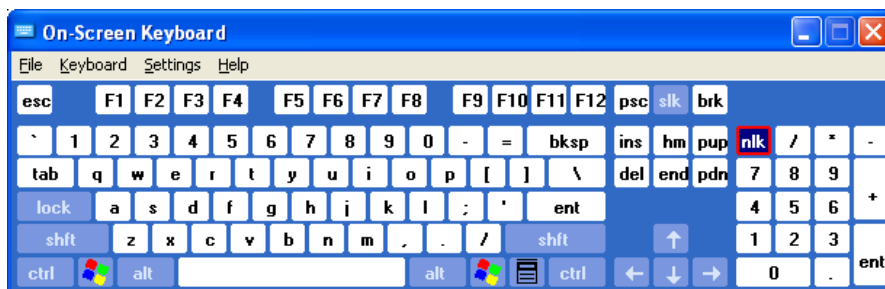 On-Screen Keyboard
File Keyboard Settings Help
esc F1 F2 F3 F4 F5 F6 F7 F8 F9 F10 F11 F12 psc slk brk
` 1 2 3 4 5 6 7 8 9 0 - = bksp ins hm pup nlk / * -
tab q w e r t y u i o p [ ] \ del end pdn 7 8 9 +
lock a s d f g h j k l ; ' ent 4 5 6
shft z x c v b n m , . / shft ↑ 1 2 3 ent
ctrl alt alt ctrl ← ↓ → 0 .